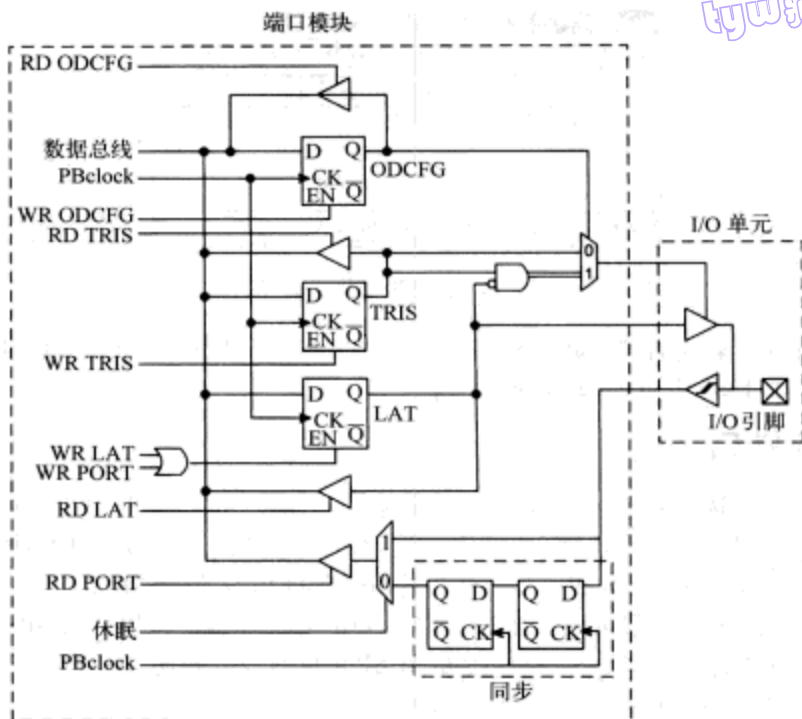 端口模块
RD ODCFG
数据总线
D Q
ODCFG
PBclock
CK
EN Q
WR ODCFG
RD TRIS
I/O 单元
0
1
D Q
TRIS
CK
EN Q
WR TRIS
D Q
LAT
CK
EN Q
I/O引脚
WR LAT
WR PORT
RD LAT
1
0
RD PORT
Q D
Q CK
Q D
Q CK
休眠
PBclock
同步